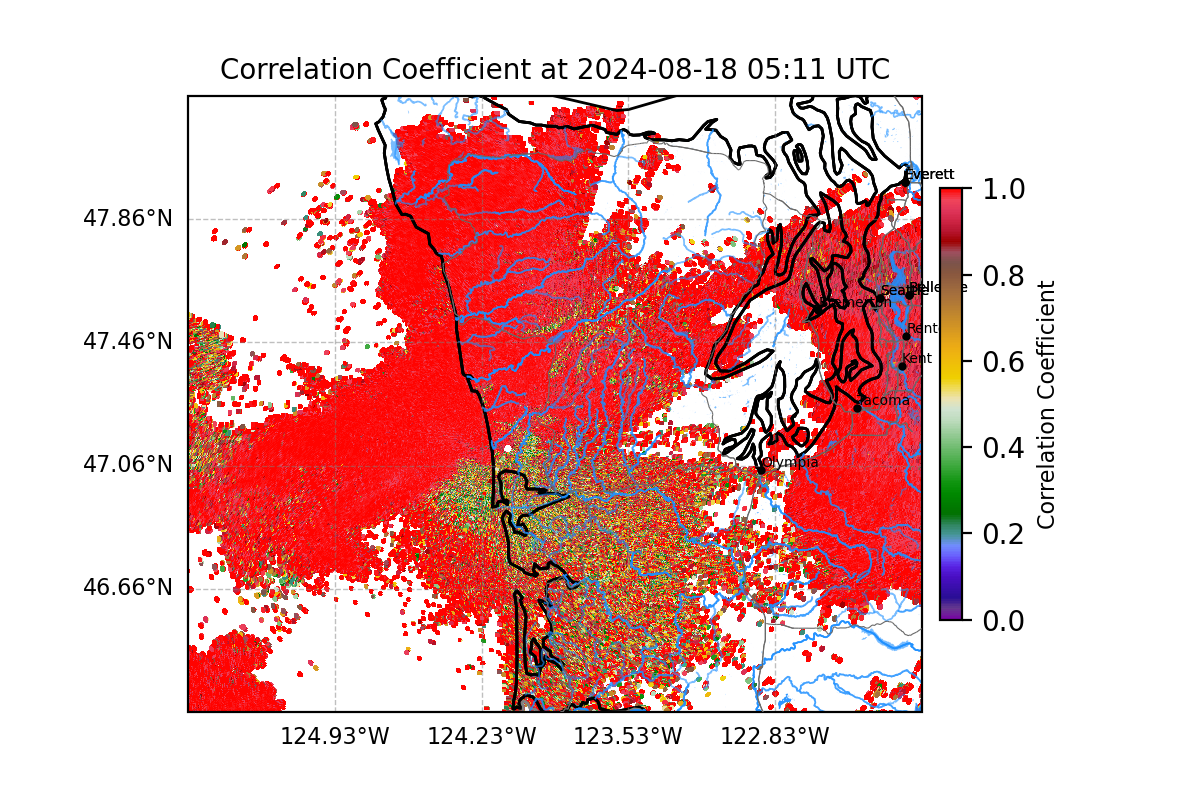 Correlation Coefficient at 2024-08-18 05:11 UTC
Everett
1.0
47.86°N
0.8
Seattle
Bremerton
Rent
47.46°N
Kent
0.6
Tacoma
0.4
47.06°N
Olympia
0.2
46.66°N
0.0
Correlation Coefficient
124.93°W
124.23°W
123.53°W
122.83°W